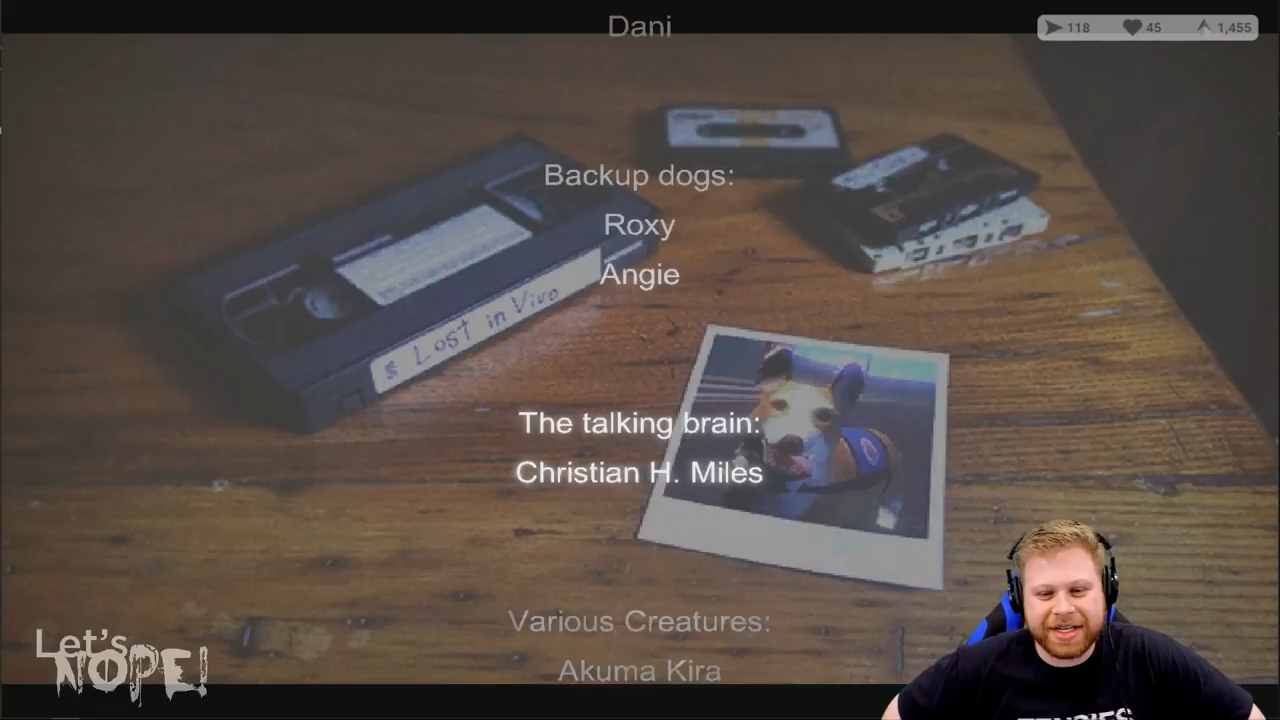 Dani
118 45 1,455
Backup dogs:
Roxy
Angie
Lost in Vivo
The talking brain:
Christian H. Miles
Various Creatures:
Akuma Kira
Let's
NOPE!